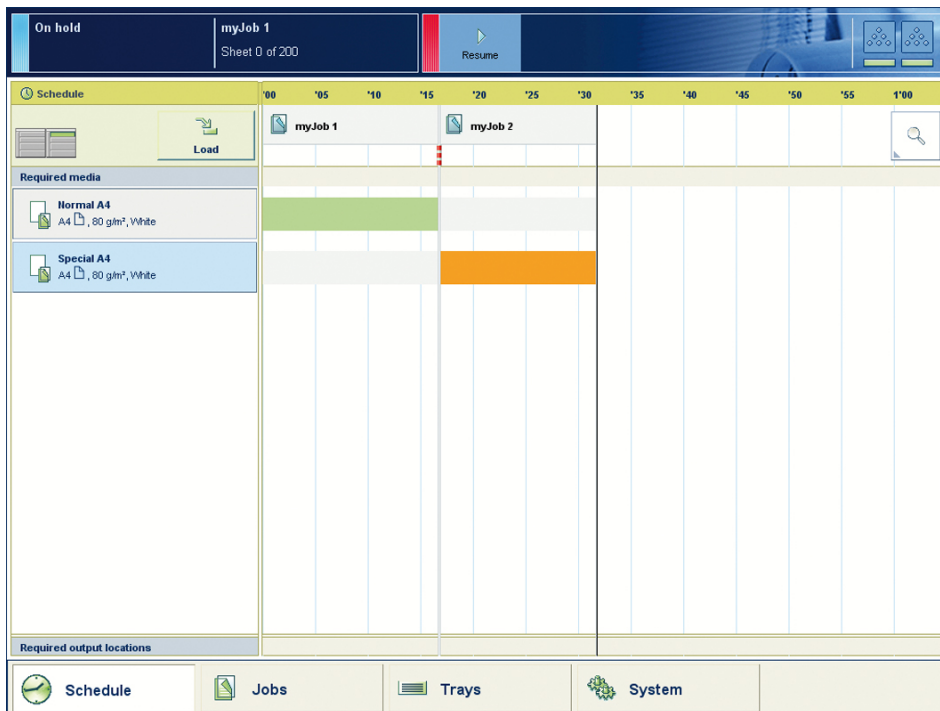 On hold
myJob 1
Sheet 0 of 200
Resume
Schedule
'00 '05 '10 '15 '20 '25 '30 '35 '40 '45 '50 '55 1'00
myJob 1
myJob 2
Load
Required media
Normal A4
A4 , 80 g/m², White
Special A4
A4 , 80 g/m², White
Required output locations
Schedule
Jobs
Trays
System